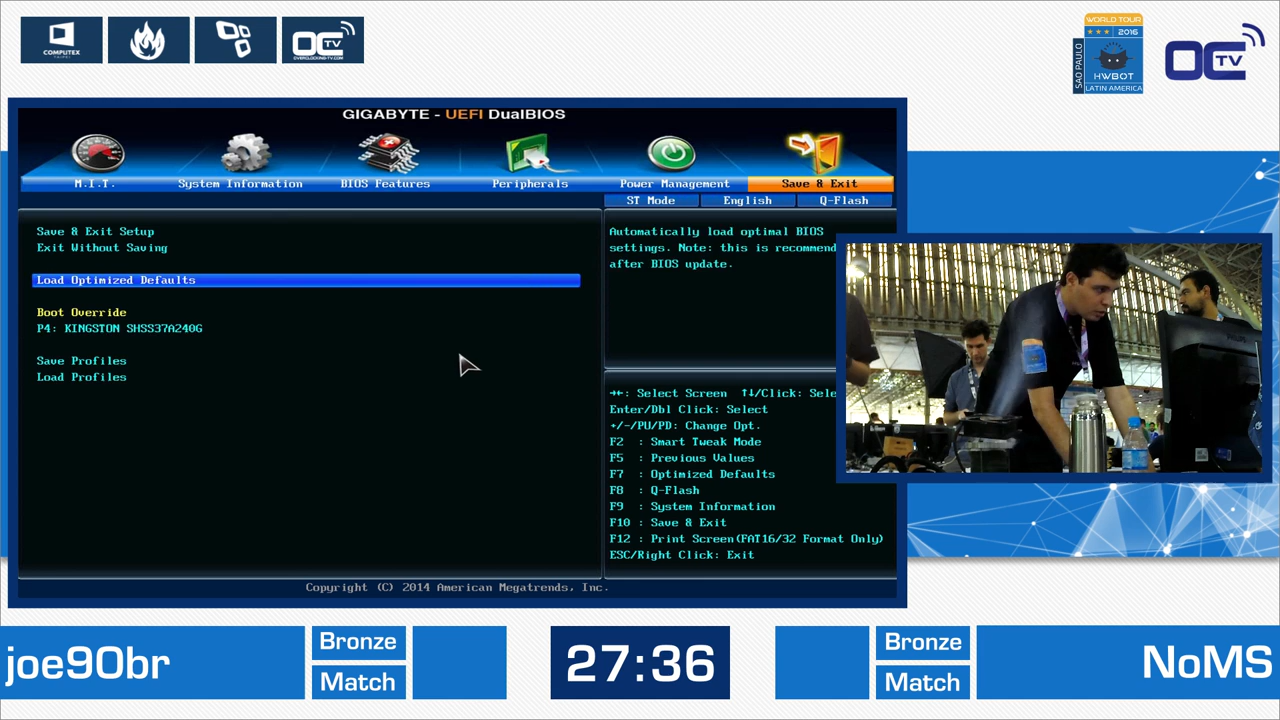 COMPUTEX
TAIPEI
OC
TV
OVERCLOCKING-TV.COM
WORLD TOUR
2016
SAO PAULO
HWBOT
LATIN AMERICA
OC
TV
GIGABYTE - UEFI DualBIOS
M.I.T.
System Information
BIOS Features
Peripherals
Power Management
Save & Exit
ST Mode
English
Q-Flash
Save & Exit Setup
Exit Without Saving
Load Optimized Defaults
Boot Override
P4: KINGSTON SHSS37A240G
Save Profiles
Load Profiles
Automatically load optimal BIOS
settings. Note: this is recommend
after BIOS update.
→←: Select Screen ↑↓/Click: Sele
Enter/Dbl Click: Select
+/-/PU/PD: Change Opt.
F2 : Smart Tweak Mode
F5 : Previous Values
F7 : Optimized Defaults
F8 : Q-Flash
F9 : System Information
F10 : Save & Exit
F12 : Print Screen(FAT16/32 Format Only)
ESC/Right Click: Exit
Copyright (C) 2014 American Megatrends, Inc.
joe90br
Bronze
Match
27:36
Bronze
Match
NoMS